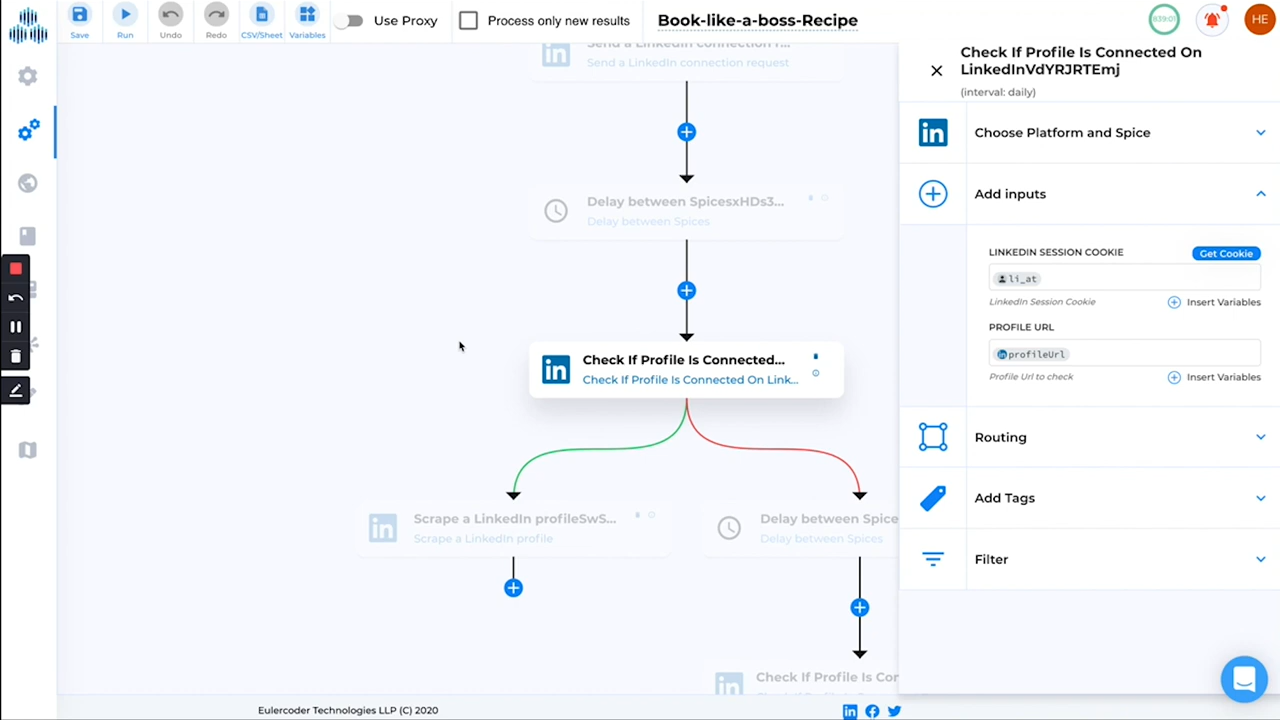 Save
Run
Undo
Redo
CSV/Sheet
Variables
Use Proxy
Process only new results
Book-like-a-boss-Recipe
839:01
HE
Send a LinkedIn connection r...
Send a LinkedIn connection request
Delay between SpicesxHDs3...
Delay between Spices
Check If Profile Is Connected...
Check If Profile Is Connected On Link...
Scrape a LinkedIn profileSwS...
Scrape a LinkedIn profile
Delay between Spice
Delay between Spices
Check If Profile Is Cor
Check If Profile Is Connected On
LinkedInVdYRJRTEmj
(interval: daily)
Choose Platform and Spice
Add inputs
LINKEDIN SESSION COOKIE
Get Cookie
li_at
LinkedIn Session Cookie
Insert Variables
PROFILE URL
profileUrl
Profile Url to check
Insert Variables
Routing
Add Tags
Filter
Eulercoder Technologies LLP (C) 2020